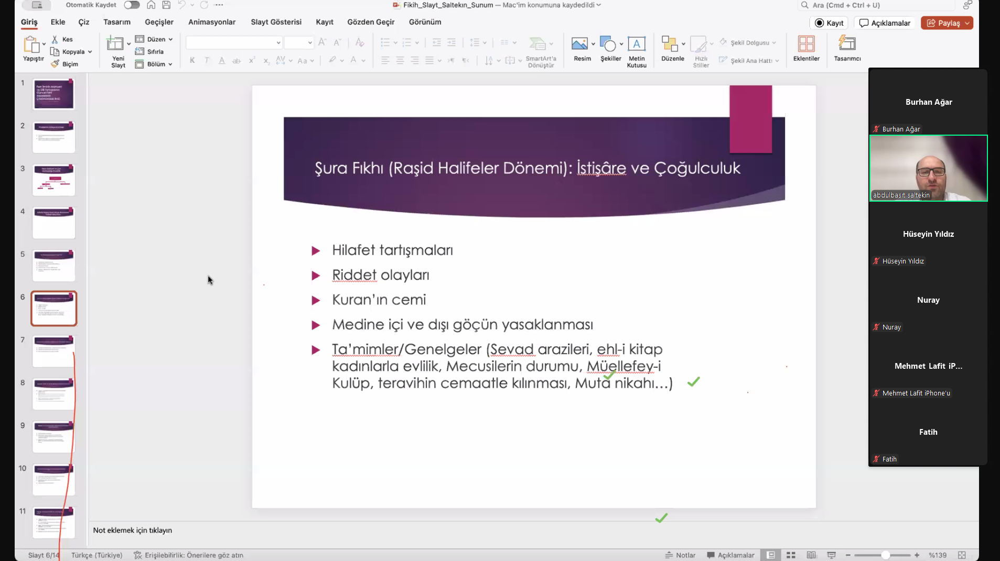 Otomatik Kaydet
Fikih_Slayt_Saltekın_Sunum — Mac'im konumuna kaydedildi
Ara (Cmd + Ctrl + U)
Giriş Ekle Çiz Tasarım Geçişler Animasyonlar Slayt Gösterisi Kayıt Gözden Geçir Görünüm
Kayıt Açıklamalar Paylaş
Yapıştır
Kes
Kopyala
Biçim
Yeni
Slayt
Düzen
Sıfırla
Bölüm
SmartArt'a
Dönüştür
Resim
Şekiller
Metin
Kutusu
Düzenle
Hızlı
Stiller
Şekil Dolgusu
Şekil Ana Hattı
Eklentiler
Tasarımcı
1
2
3
4
5
6
7
8
9
10
11
Şura Fıkhı (Raşid Halifeler Dönemi): İstişâre ve Çoğulculuk
Hilafet tartışmaları
Riddet olayları
Kuran'ın cemi
Medine içi ve dışı göçün yasaklanması
Ta'mimler/Genelgeler (Sevad arazileri, ehl-i kitap
kadınlarla evlilik, Mecusilerin durumu, Müellefey-i
Kulüp, teravihin cemaatle kılınması, Muta nikahı...)
Burhan Ağar
Burhan Ağar
abdulbasıt saltekin
Hüseyin Yıldız
Hüseyin Yıldız
Nuray
Nuray
Mehmet Lafit iP...
Mehmet Lafit iPhone'u
Fatih
Fatih
Not eklemek için tıklayın
Slayt 6/14 Türkçe (Türkiye) Erişilebilirlik: Önerilere göz atın
Notlar Açıklamalar %139